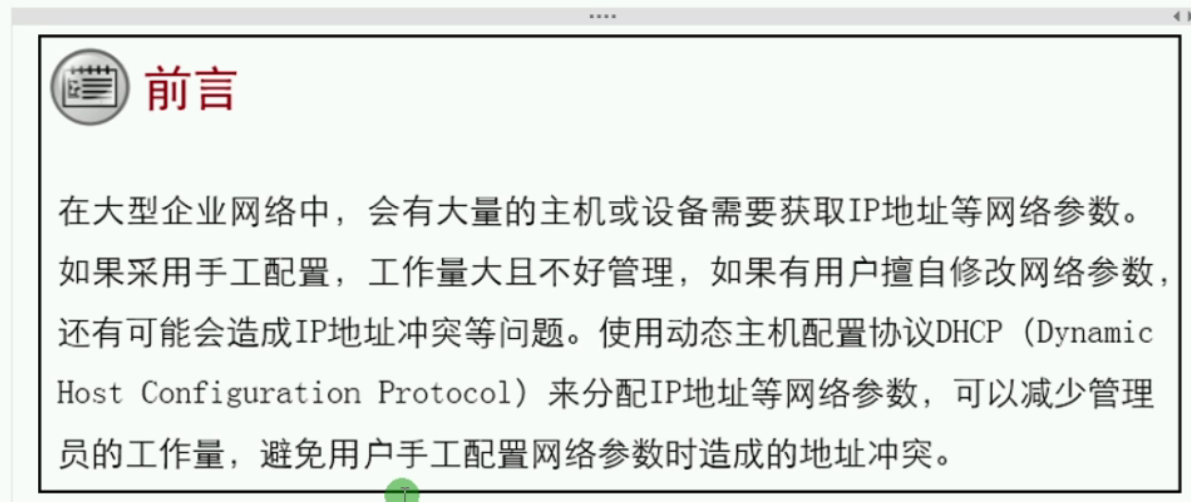 前言
在大型企业网络中，会有大量的主机或设备需要获取IP地址等网络参数。
如果采用手工配置，工作量大且不好管理，如果有用户擅自修改网络参数，
还有可能会造成IP地址冲突等问题。使用动态主机配置协议DHCP（Dynamic
Host Configuration Protocol）来分配IP地址等网络参数，可以减少管理
员的工作量，避免用户手工配置网络参数时造成的地址冲突。